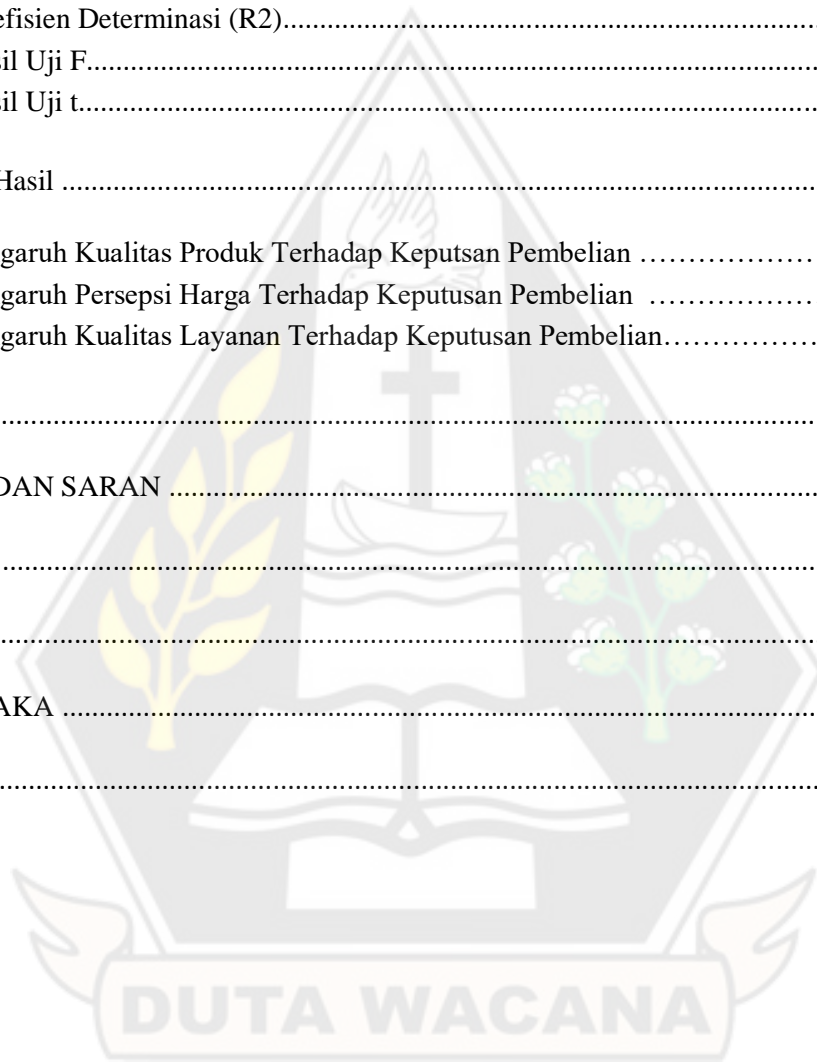 efisien Determinasi (R2)..........................................................................................
sil Uji F......................................................................................................................
sil Uji t.......................................................................................................................
Hasil .........................................................................................................................
garuh Kualitas Produk Terhadap Keputsan Pembelian …………………
garuh Persepsi Harga Terhadap Keputusan Pembelian …………………
garuh Kualitas Layanan Terhadap Keputusan Pembelian………………
..................................................................................................................................
DAN SARAN ..........................................................................................................
..................................................................................................................................
..................................................................................................................................
AKA .........................................................................................................................
..................................................................................................................................
DUTA WACANA